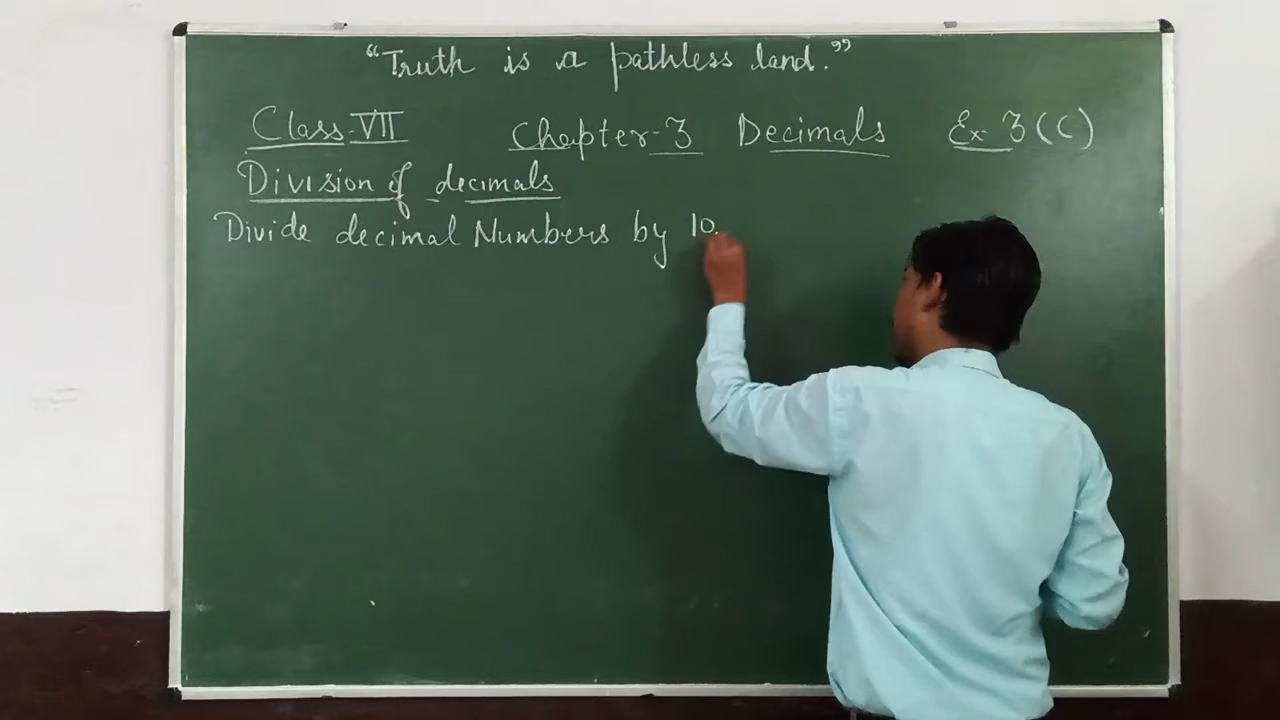 “Truth is a pathless land.”
Class-VII Chapter-3 Decimals Ex-3(C)
Division of decimals
Divide decimal Numbers by 10